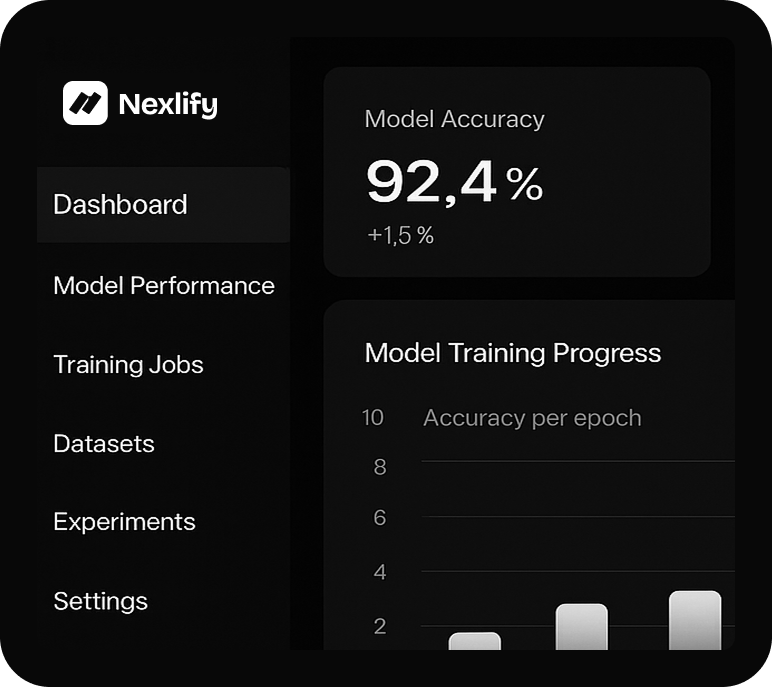 Nexlify
Dashboard
Model Performance
Training Jobs
Datasets
Experiments
Settings
Model Accuracy
92,4 %
+1,5 %
Model Training Progress
Accuracy per epoch
10
8
6
4
2